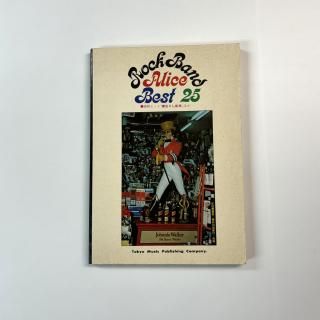 Rock Band
Alice
Best 25
Johnnie Walker
Tokyo Music Publishing Company.